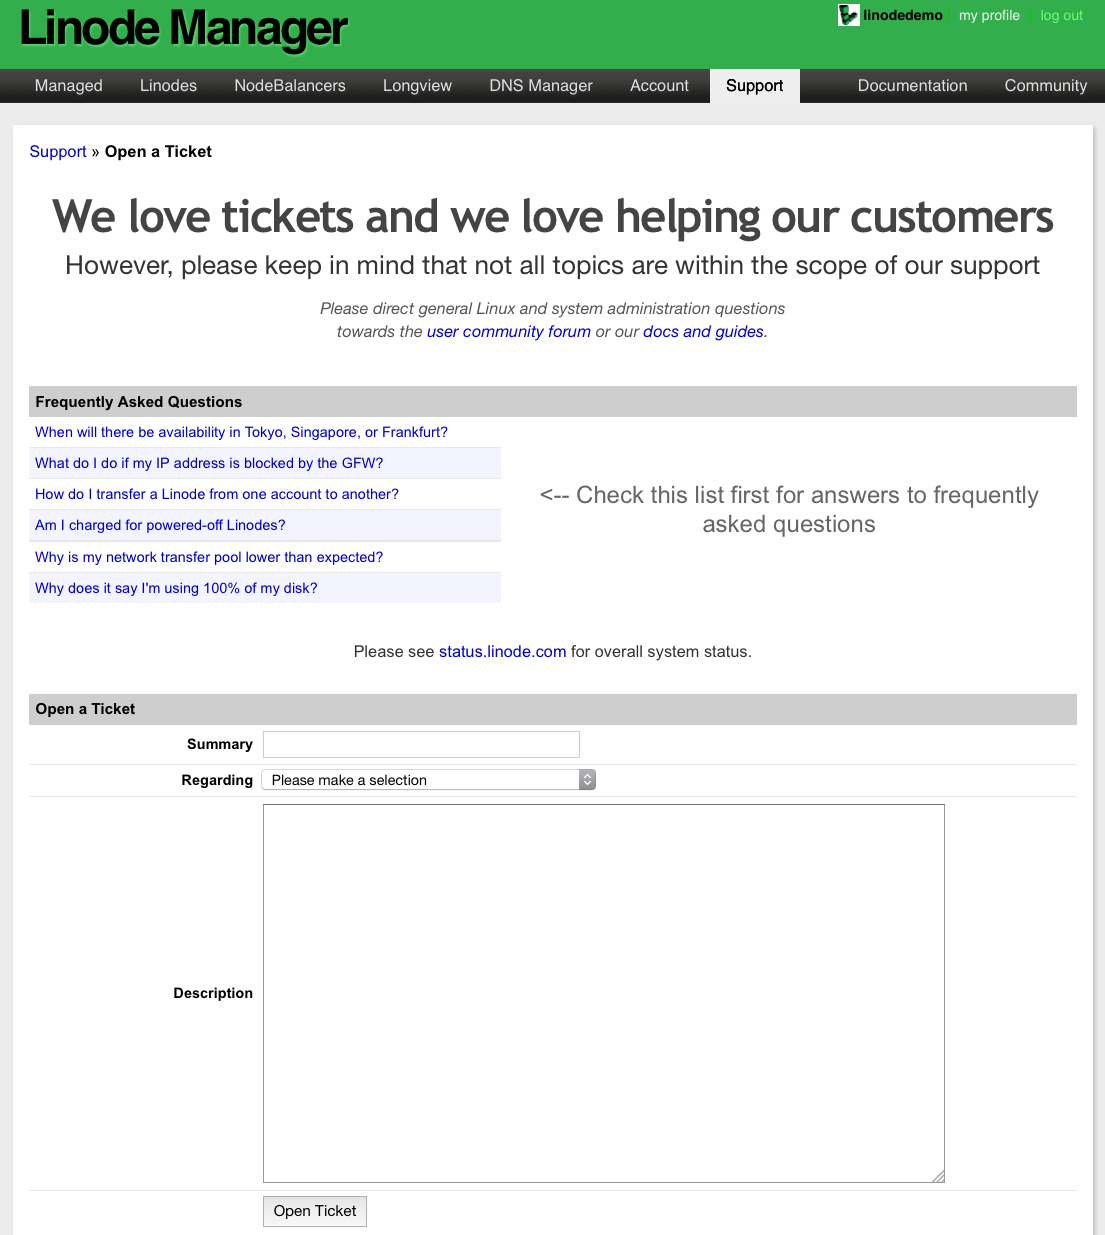 Linode Manager
linodedemo my profile log out
Managed Linodes NodeBalancers Longview DNS Manager Account Support Documentation Community
Support » Open a Ticket
We love tickets and we love helping our customers
However, please keep in mind that not all topics are within the scope of our support
Please direct general Linux and system administration questions
towards the user community forum or our docs and guides.
Frequently Asked Questions
When will there be availability in Tokyo, Singapore, or Frankfurt?
What do I do if my IP address is blocked by the GFW?
How do I transfer a Linode from one account to another?
Am I charged for powered-off Linodes?
Why is my network transfer pool lower than expected?
Why does it say I'm using 100% of my disk?
<-- Check this list first for answers to frequently
asked questions
Please see status.linode.com for overall system status.
Open a Ticket
Summary
Regarding Please make a selection
Description
Open Ticket